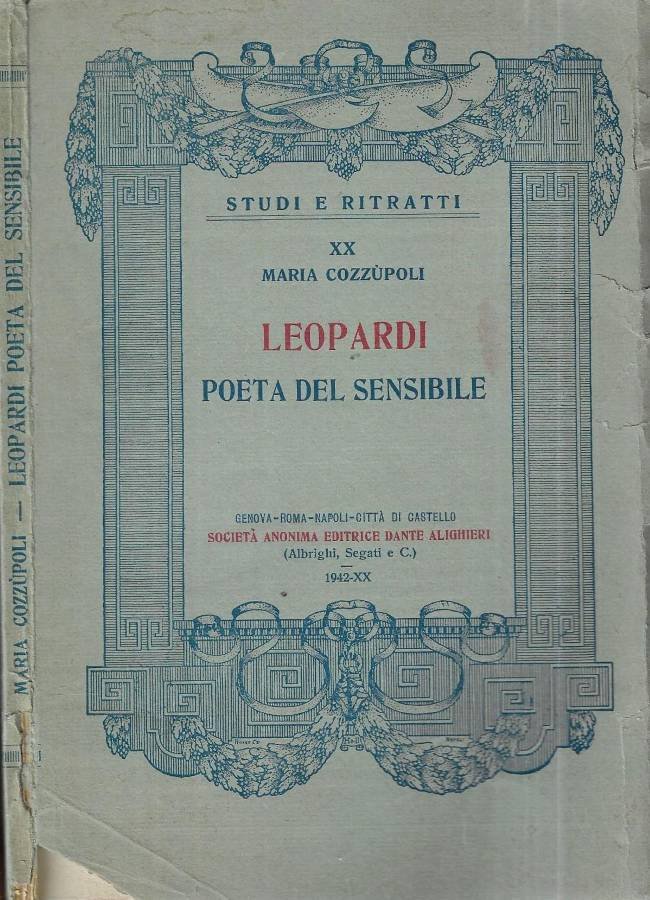 MARIA COZZÙPOLI — LEOPARDI POETA DEL SENSIBILE
STUDI E RITRATTI
XX
MARIA COZZÙPOLI
LEOPARDI
POETA DEL SENSIBILE
GENOVA-ROMA-NAPOLI-CITTÀ DI CASTELLO
SOCIETÀ ANONIMA EDITRICE DANTE ALIGHIERI
(Albrighi, Segati e C.)
1942-XX